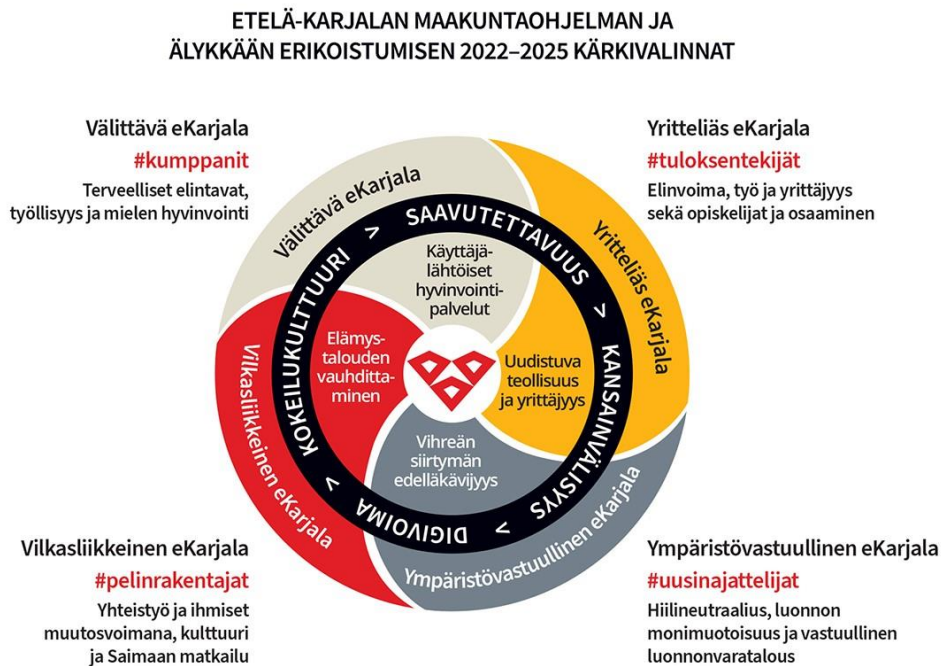 ETELÄ-KARJALAN MAAKUNTAOHJELMAN JA
ÄLYKKÄÄN ERIKOISTUMISEN 2022–2025 KÄRKIVALINNAT
Välittävä eKarjala
#kumppanit
Terveelliset elintavat,
työllisyys ja mielen hyvinvointi
Yritteliäs eKarjala
#tuloksentekijät
Elinvoima, työ ja yrittäjyys
sekä opiskelijat ja osaaminen
Välittävä eKarjala
Yritteliäs eKarjala
Ympäristövastuullinen eKarjala
Vilkasliikkeinen eKarjala
KOKEILUKULTTUURI > SAAVUTETTAVUUS > KANSAINVÄLISYYS > DIGIVOIMA >
Käyttäjä-
lähtöiset
hyvinvointi-
palvelut
Elämys-
talouden
vauhditta-
minen
Uudistuva
teollisuus
ja yrittäjyys
Vihreän
siirtymän
edelläkävijyys
Vilkasliikkeinen eKarjala
#pelinrakentajat
Yhteistyö ja ihmiset
muutosvoimana, kulttuuri
ja Saimaan matkailu
Ympäristövastuullinen eKarjala
#uusinajattelijat
Hiilineutraalius, luonnon
monimuotoisuus ja vastuullinen
luonnonvaratalous